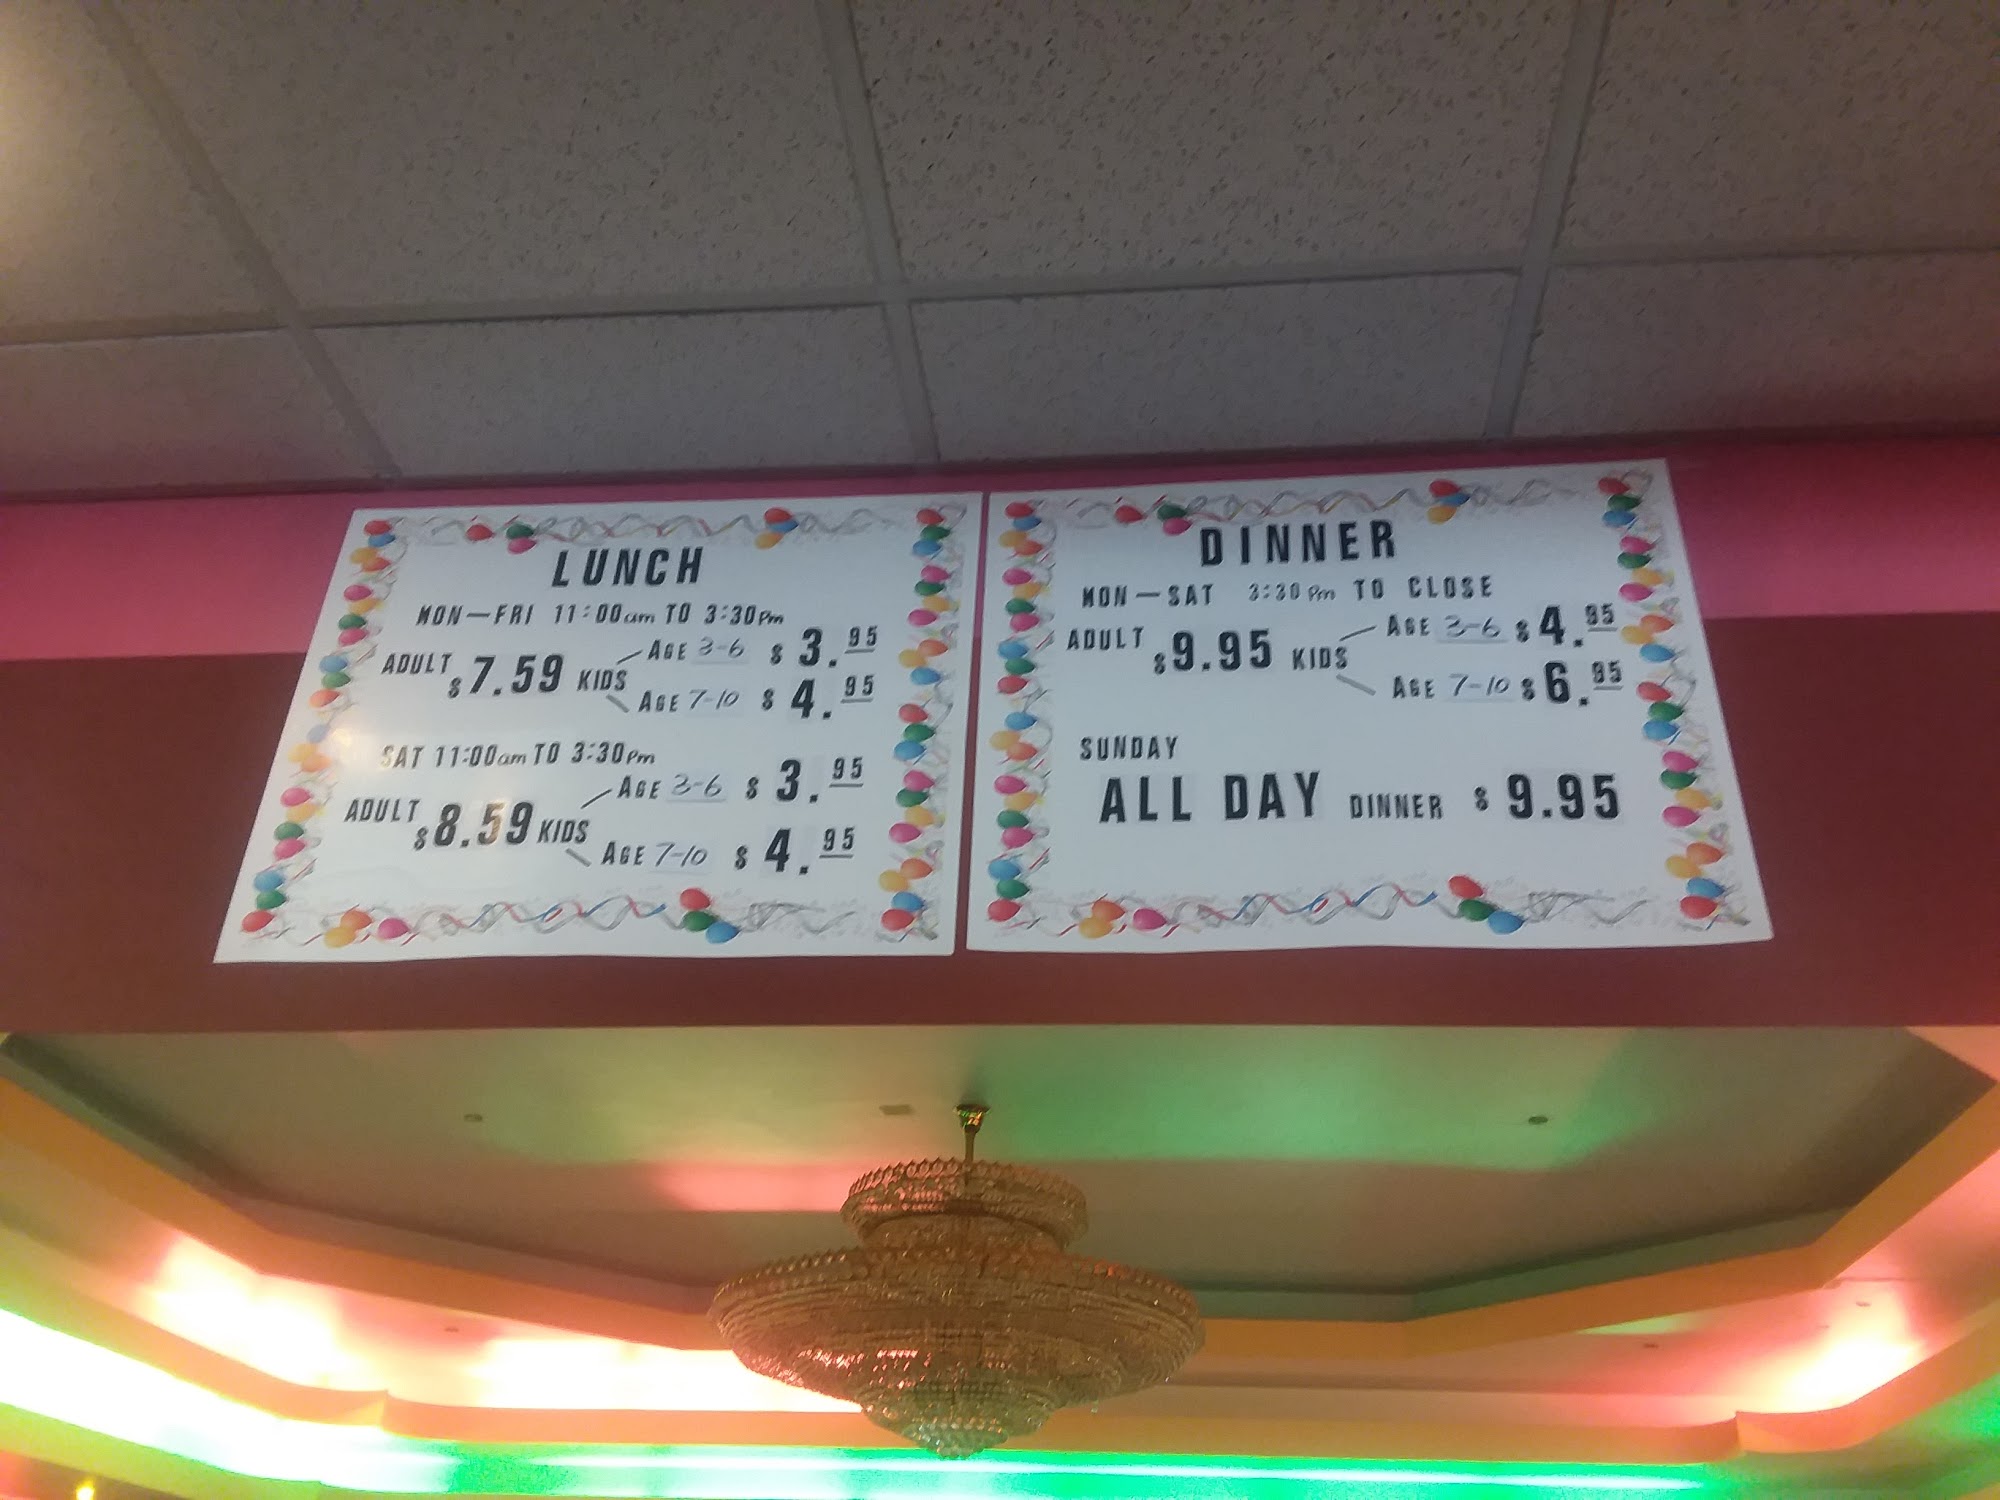 LUNCH
MON—FRI 11:00am TO 3:30Pm
ADULT $7.59 KIDS
AGE 3-6 $3.95
AGE 7-10 $4.95
SAT 11:00am TO 3:30Pm
ADULT $8.59 KIDS
AGE 3-6 $3.95
AGE 7-10 $4.95
DINNER
MON—SAT 3:30Pm TO CLOSE
ADULT $9.95 KIDS
AGE 3-6 $4.95
AGE 7-10 $6.95
SUNDAY
ALL DAY DINNER $9.95